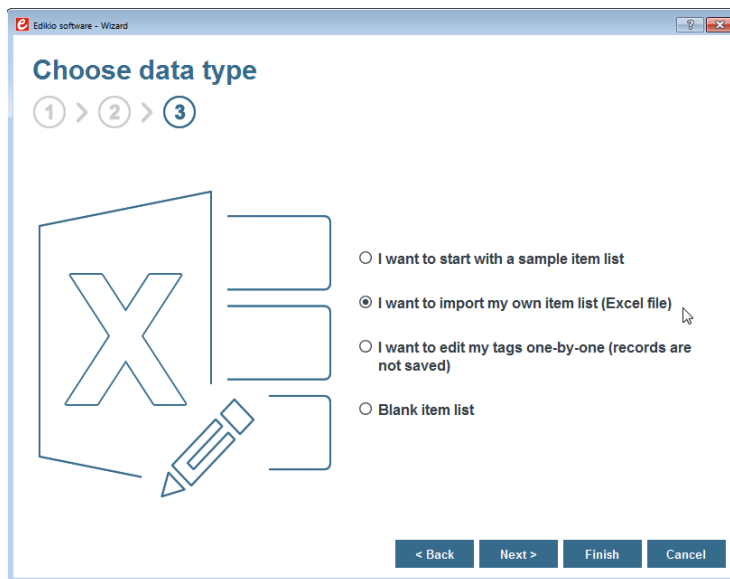 Edikio software - Wizard
?
Choose data type
1 > 2 > 3
X
I want to start with a sample item list
I want to import my own item list (Excel file)
I want to edit my tags one-by-one (records are
not saved)
Blank item list
< Back Next > Finish Cancel